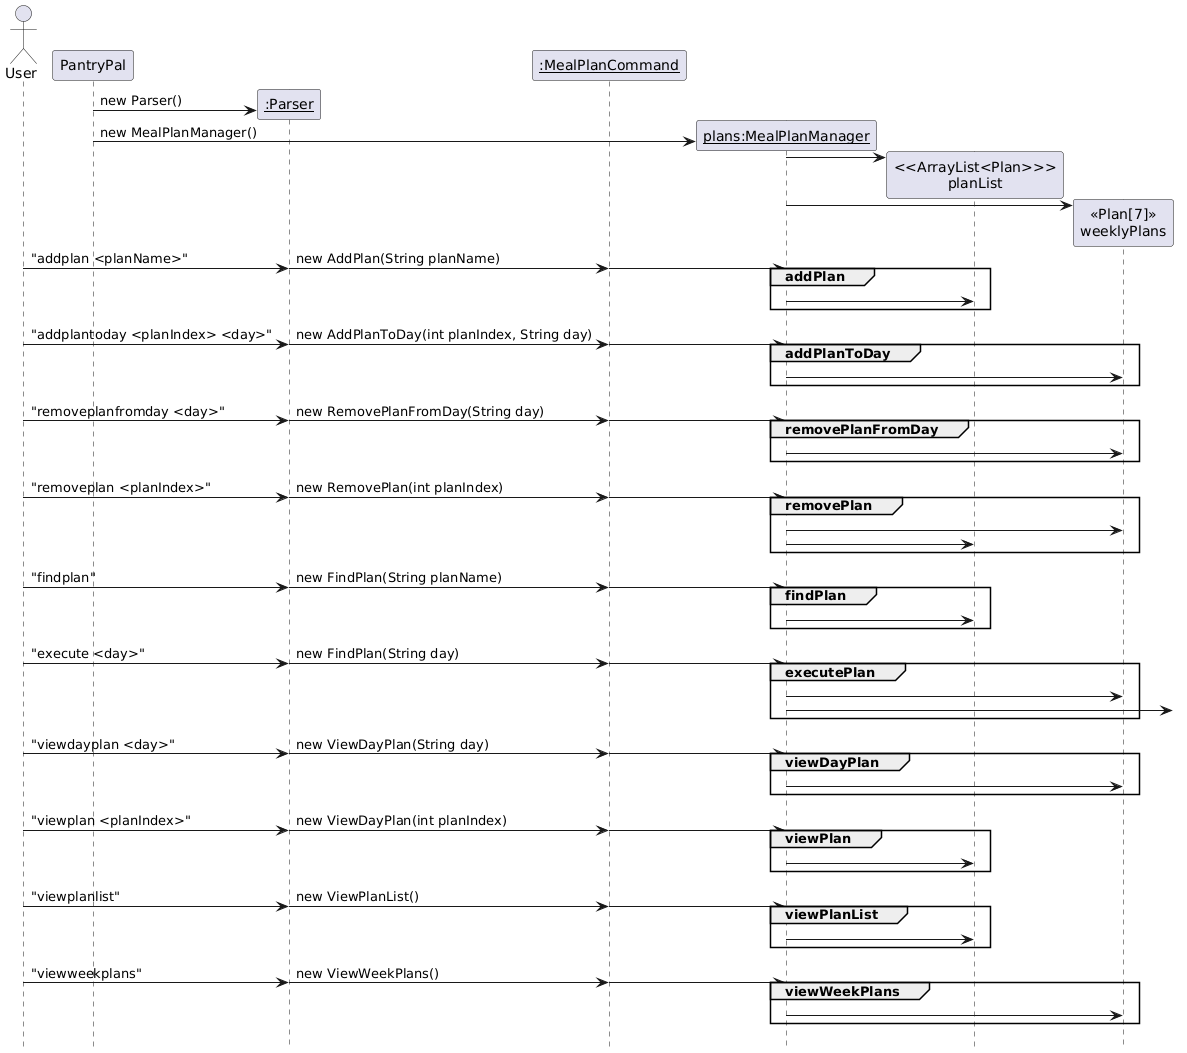 User
PantryPal
:MealPlanCommand
new Parser()
:Parser
new MealPlanManager()
plans:MealPlanManager
<<ArrayList<Plan>>>
planList
«Plan[7]»
weeklyPlans
"addplan <planName>"
new AddPlan(String planName)
addPlan
"addplantoday <planIndex> <day>"
new AddPlanToDay(int planIndex, String day)
addPlanToDay
"removeplanfromday <day>"
new RemovePlanFromDay(String day)
removePlanFromDay
"removeplan <planIndex>"
new RemovePlan(int planIndex)
removePlan
"findplan"
new FindPlan(String planName)
findPlan
"execute <day>"
new FindPlan(String day)
executePlan
"viewdayplan <day>"
new ViewDayPlan(String day)
viewDayPlan
"viewplan <planIndex>"
new ViewDayPlan(int planIndex)
viewPlan
"viewplanlist"
new ViewPlanList()
viewPlanList
"viewweekplans"
new ViewWeekPlans()
viewWeekPlans